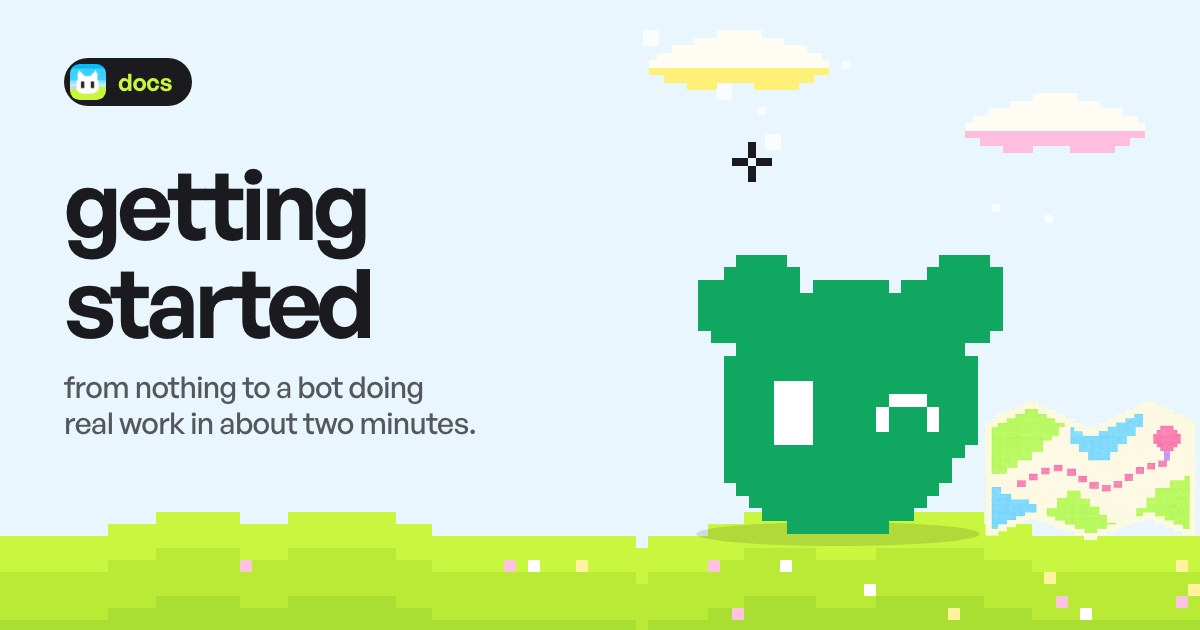 docs
getting
started
from nothing to a bot doing
real work in about two minutes.